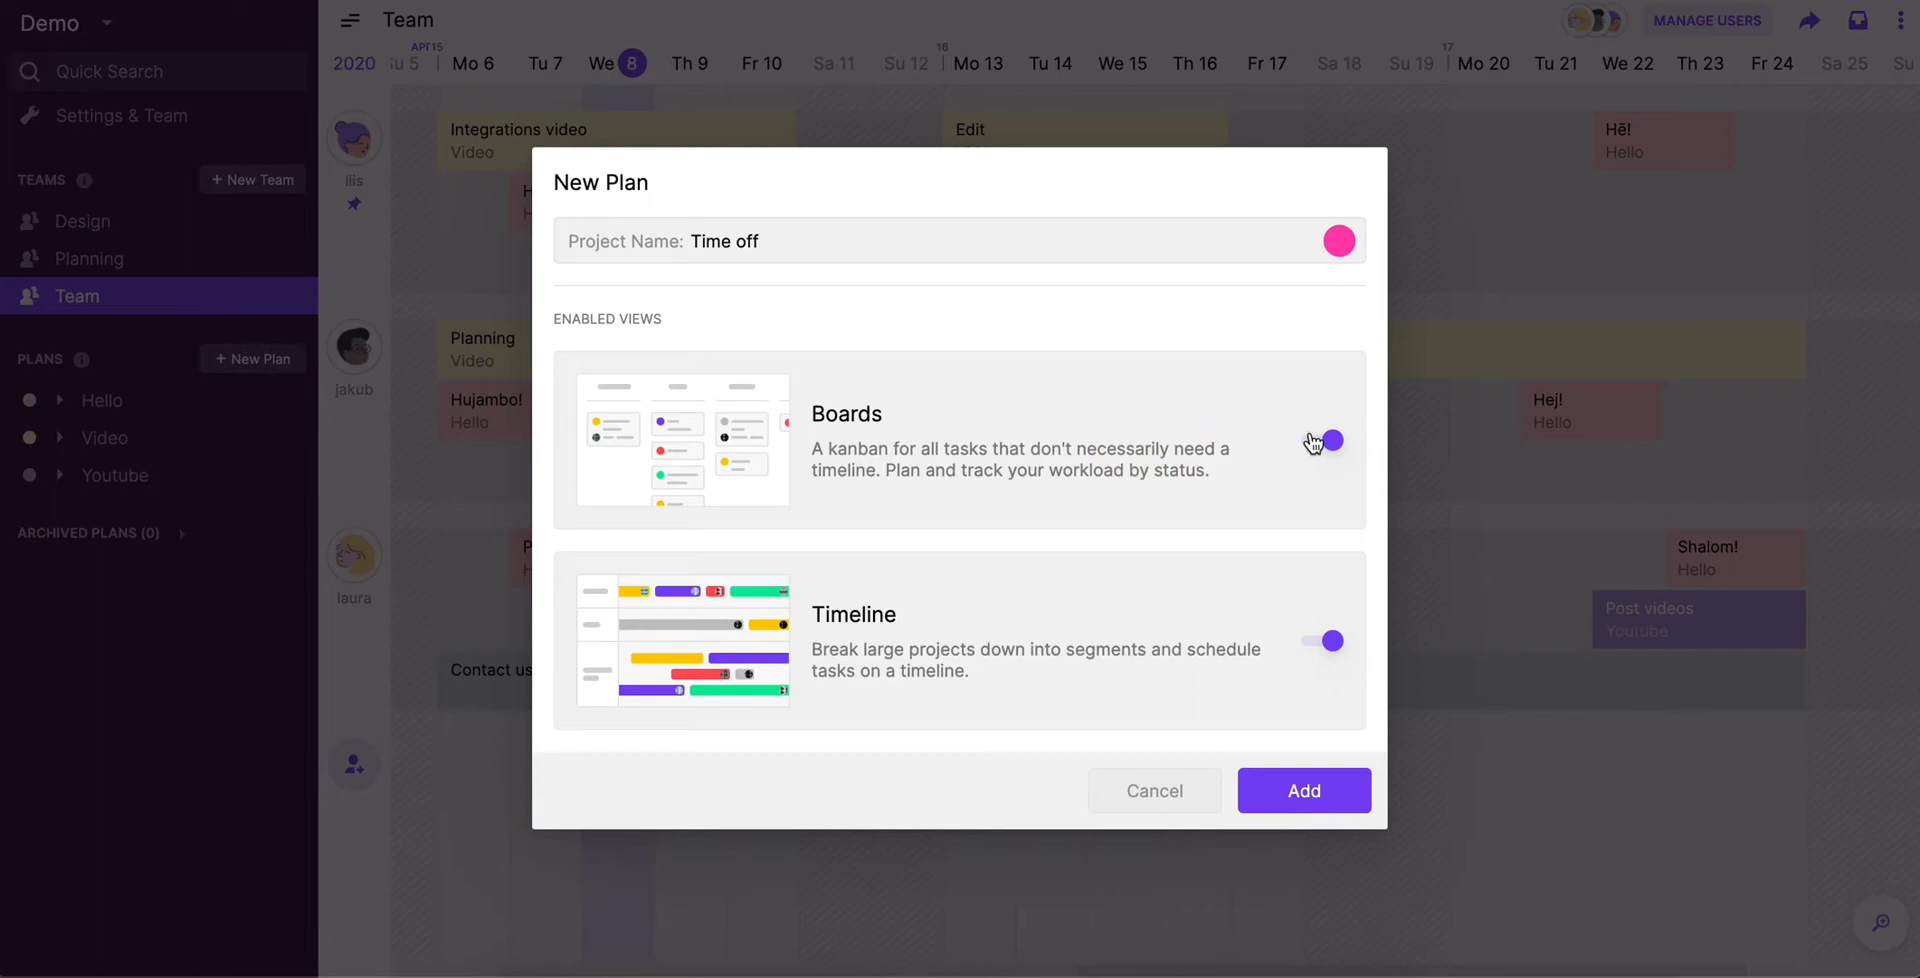 Demo
Quick Search
Settings & Team
TEAMS
+ New Team
Design
Planning
Team
PLANS
+ New Plan
Hello
Video
Youtube
ARCHIVED PLANS (0)
Team
MANAGE USERS
APR 15
16
17
2020
Su 5
Mo 6
Tu 7
We 8
Th 9
Fr 10
Sa 11
Su 12
Mo 13
Tu 14
We 15
Th 16
Fr 17
Sa 18
Su 19
Mo 20
Tu 21
We 22
Th 23
Fr 24
Sa 25
Su
liis
Integrations video
Video
Edit
Hē!
Hello
H
H
jakub
Planning
Video
Hujambo!
Hello
Hej!
Hello
laura
P
H
Shalom!
Hello
Post videos
Youtube
Contact us
New Plan
Project Name: Time off
ENABLED VIEWS
Boards
A kanban for all tasks that don't necessarily need a
timeline. Plan and track your workload by status.
Timeline
Break large projects down into segments and schedule
tasks on a timeline.
Cancel
Add